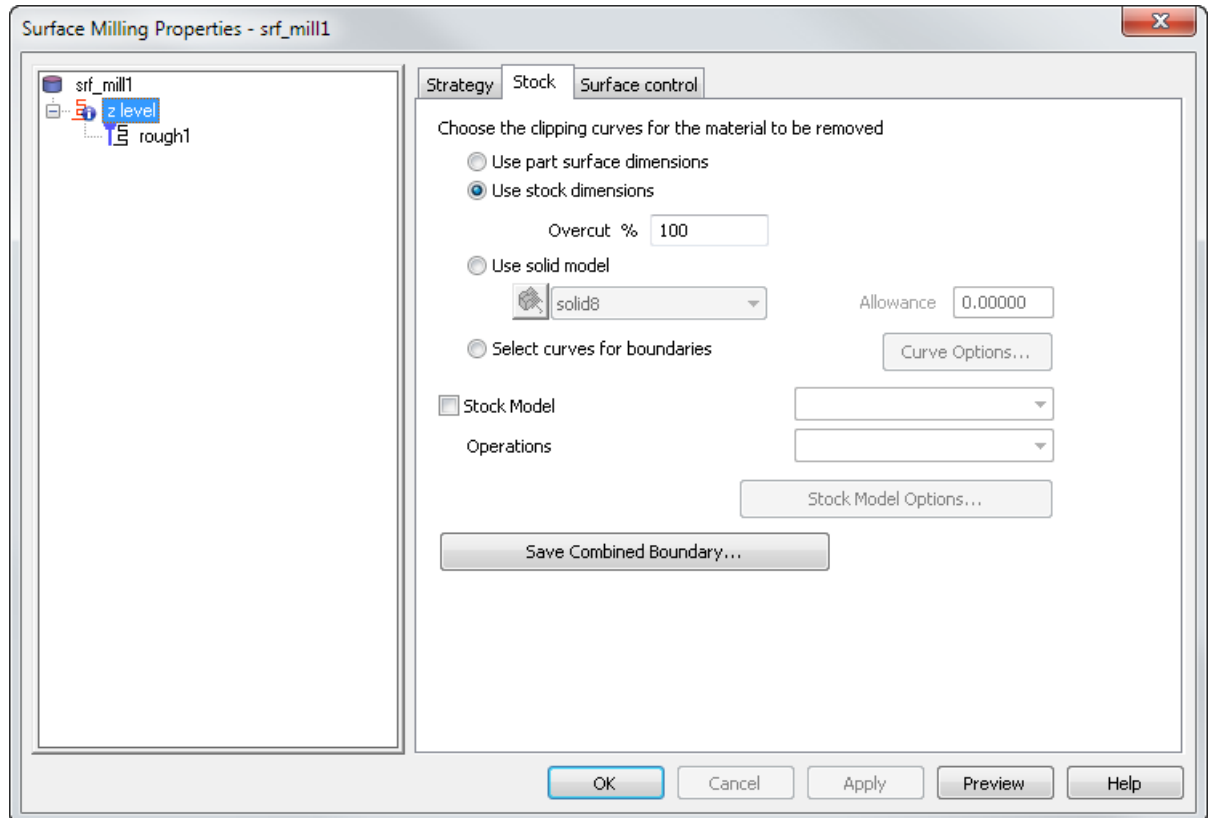 Surface Milling Properties - srf_mill1
srf_mill1
z level
rough1
Strategy
Stock
Surface control
Choose the clipping curves for the material to be removed
Use part surface dimensions
Use stock dimensions
Overcut % 100
Use solid model
solid8
Allowance 0.00000
Select curves for boundaries
Curve Options...
Stock Model
Operations
Stock Model Options...
Save Combined Boundary...
OK
Cancel
Apply
Preview
Help